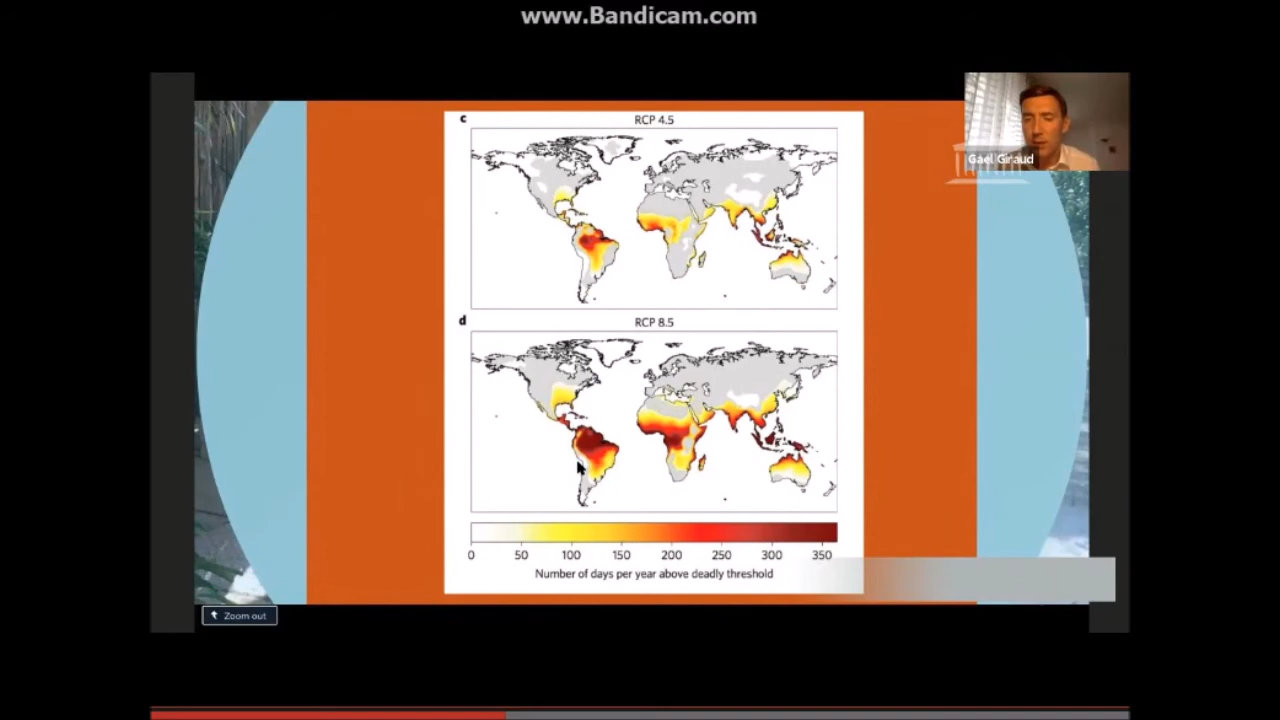 www.Bandicam.com
c
RCP 4.5
Gael Giraud
d
RCP 8.5
0 50 100 150 200 250 300 350
Number of days per year above deadly threshold
Zoom out